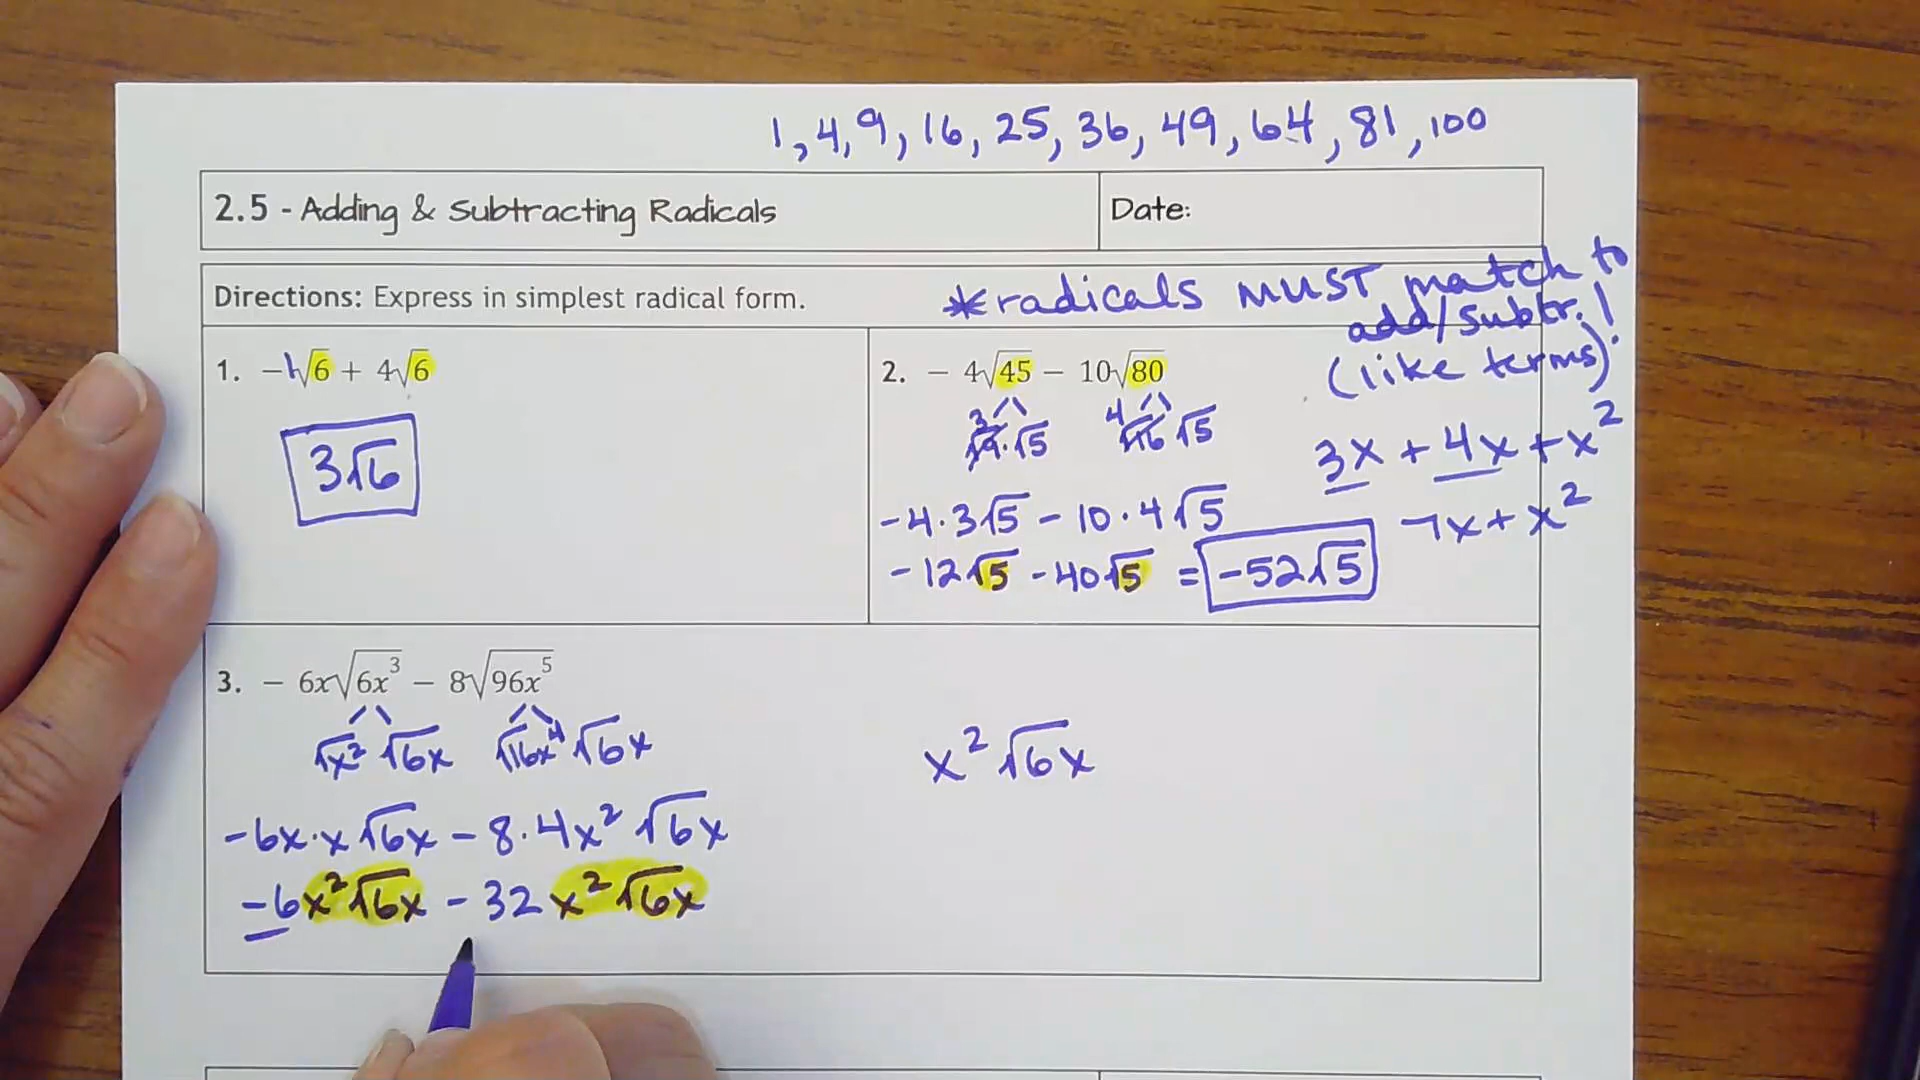 1, 4, 9, 16, 25, 36, 49, 64, 81, 100
2.5 - Adding & Subtracting Radicals
Date:
Directions: Express in simplest radical form.
*radicals MUST match to
add/subtr.!
(like terms)
1. -1√6 + 4√6
3√6
2. - 4√45 - 10√80
3√9·√5 4√16 √5
-4·3√5 - 10·4√5
-12√5 - 40√5 = -52√5
3x + 4x + x²
7x + x²
3. - 6x√6x³ - 8√96x⁵
√x² √6x √16x⁴ √6x
-6x·x√6x - 8·4x² √6x
-6x²√6x - 32x²√6x
x² √6x